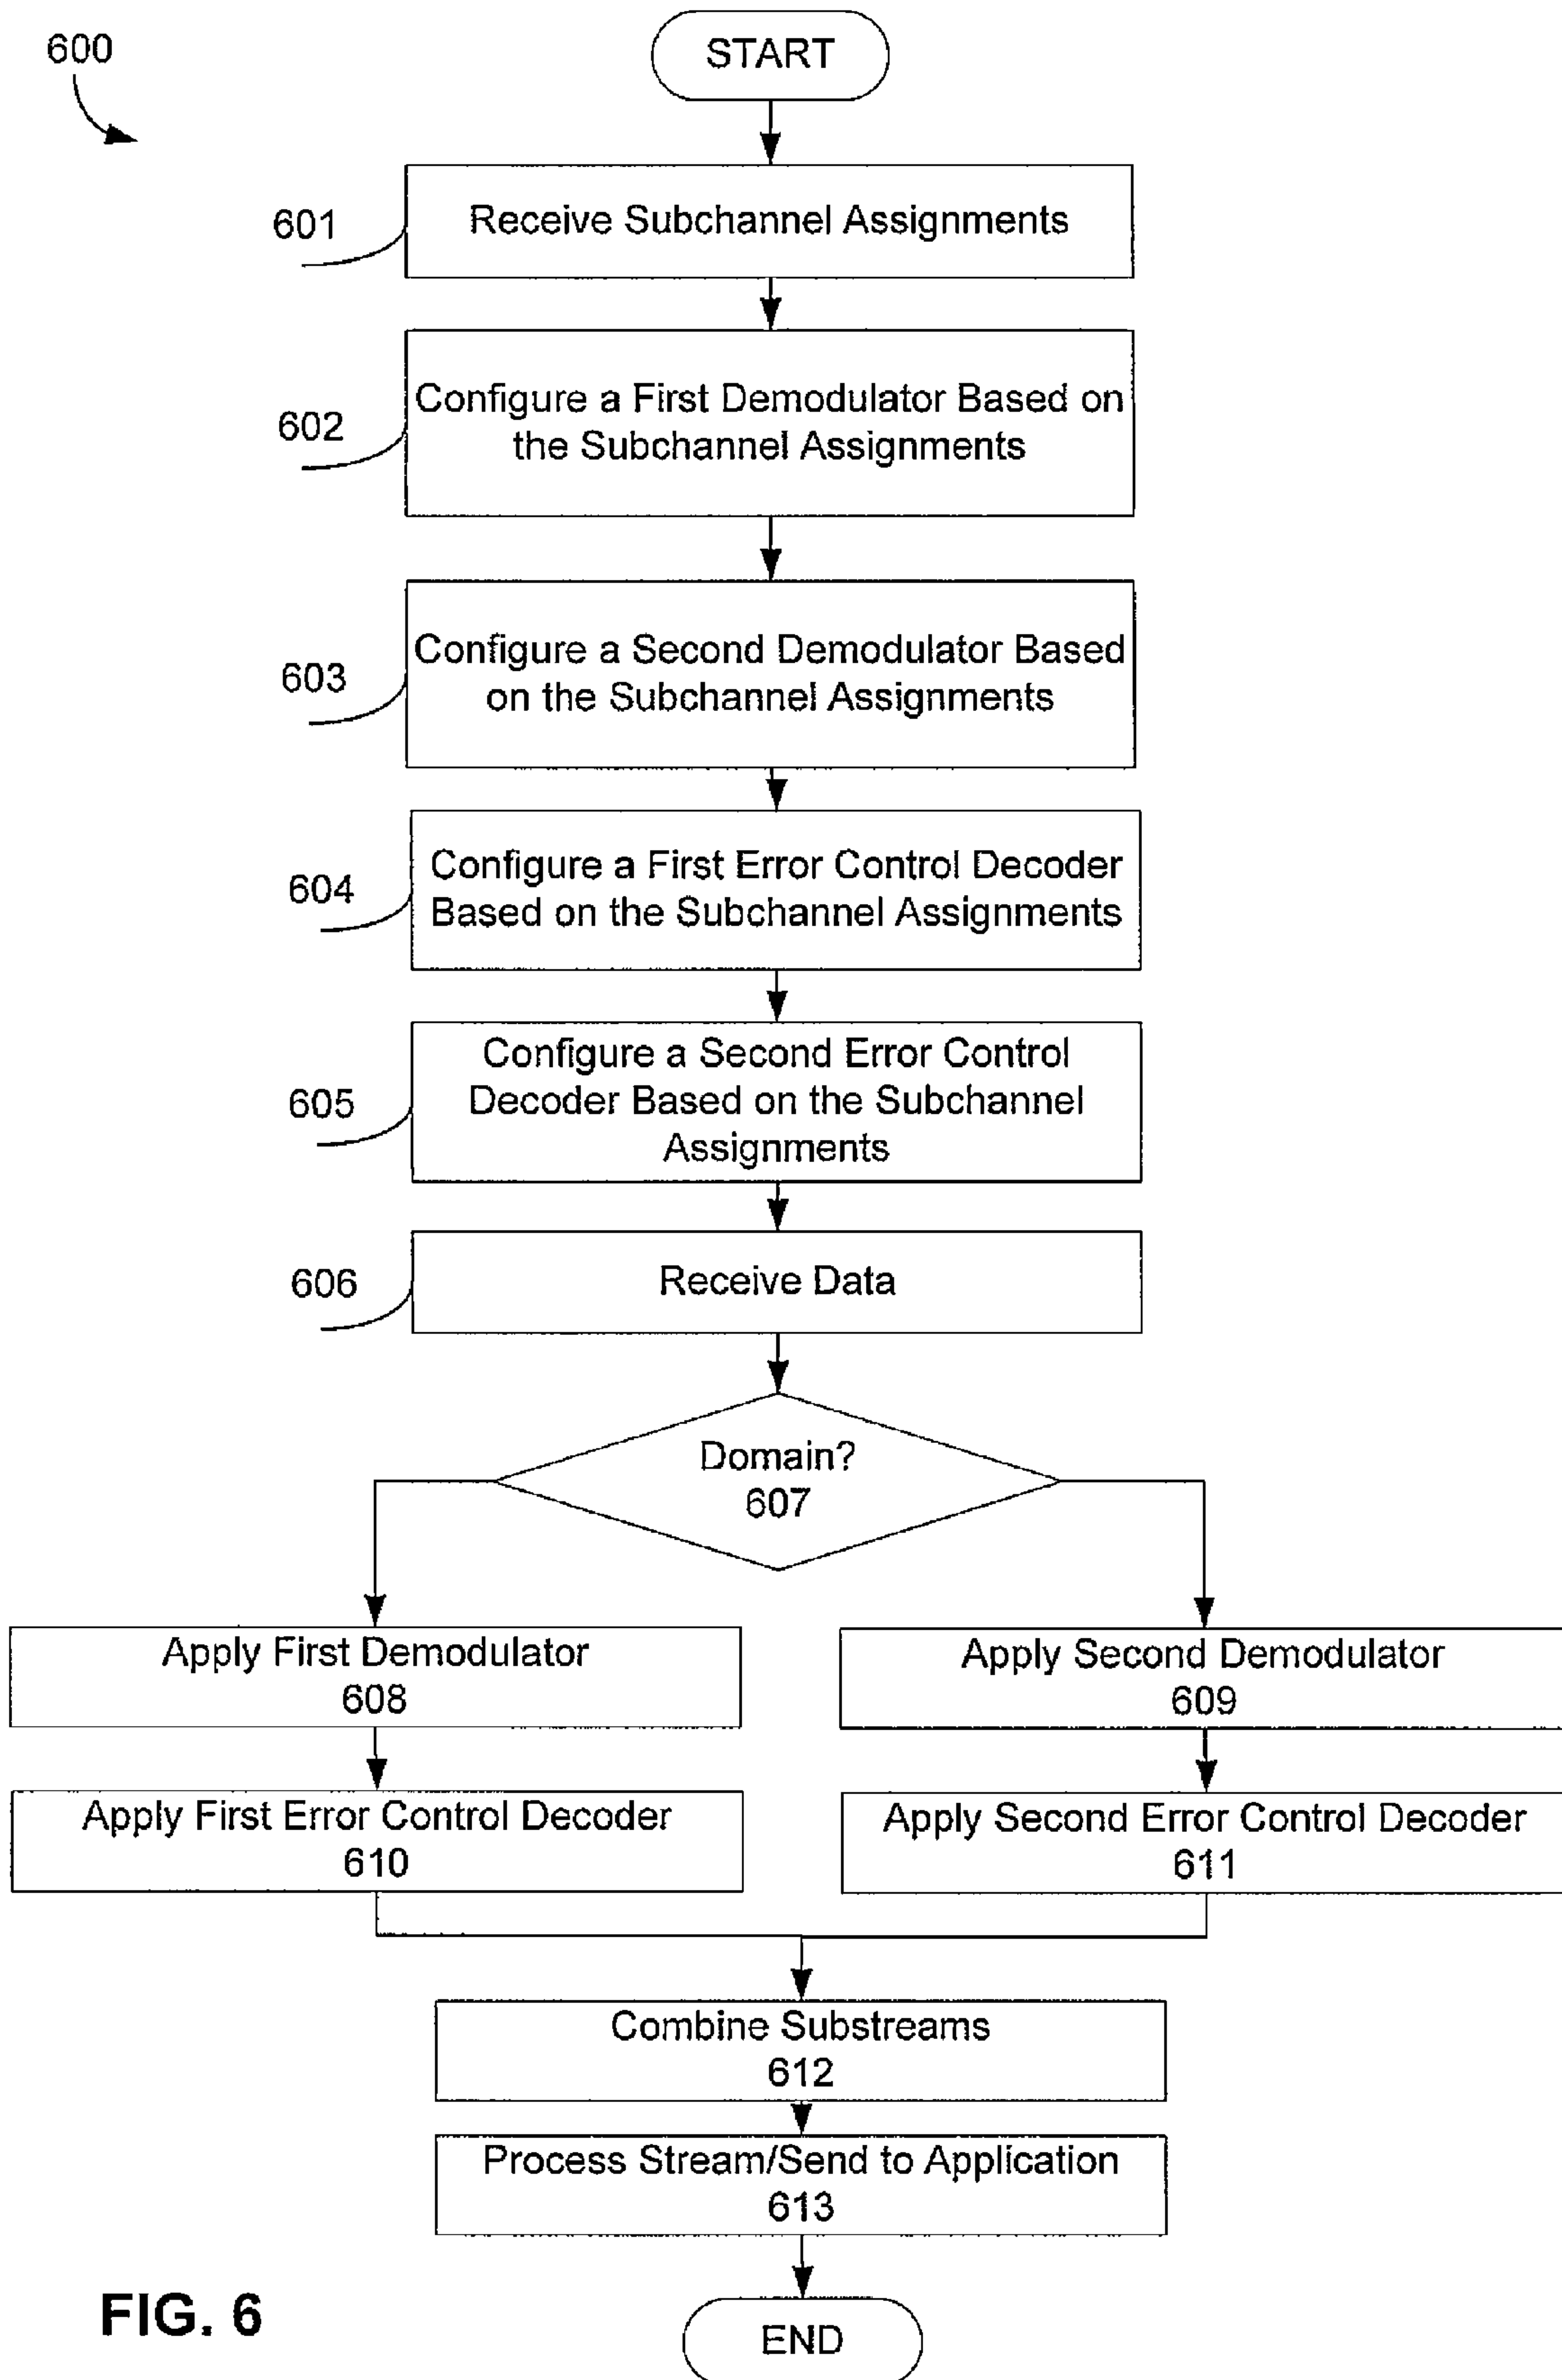 600
START
601
Receive Subchannel Assignments
602
Configure a First Demodulator Based on
the Subchannel Assignments
603
Configure a Second Demodulator Based
on the Subchannel Assignments
604
Configure a First Error Control Decoder
Based on the Subchannel Assignments
605
Configure a Second Error Control
Decoder Based on the Subchannel
Assignments
606
Receive Data
Domain?
607
Apply First Demodulator
608
Apply Second Demodulator
609
Apply First Error Control Decoder
610
Apply Second Error Control Decoder
611
Combine Substreams
612
Process Stream/Send to Application
613
END
FIG. 6